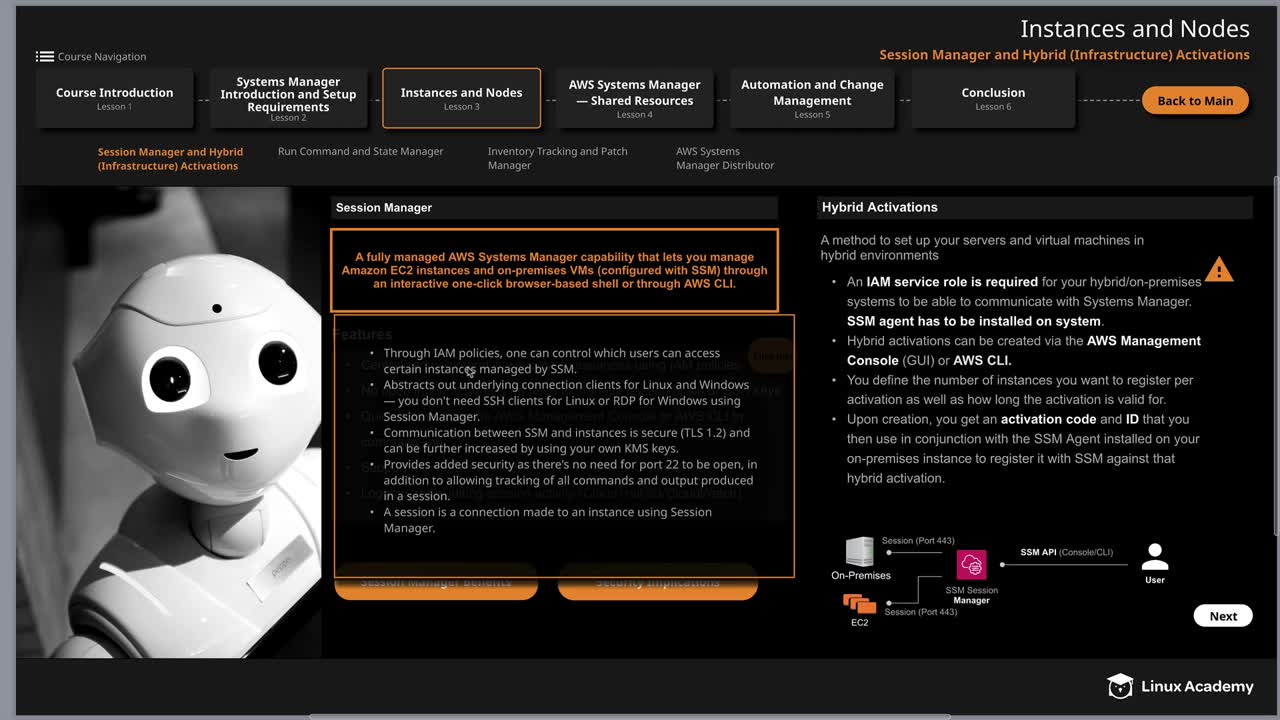 Instances and Nodes
Session Manager and Hybrid (Infrastructure) Activations
Course Navigation
Course Introduction
Lesson 1
Systems Manager
Introduction and Setup
Requirements
Lesson 2
Instances and Nodes
Lesson 3
AWS Systems Manager
— Shared Resources
Lesson 4
Automation and Change
Management
Lesson 5
Conclusion
Lesson 6
Back to Main
Session Manager and Hybrid
(Infrastructure) Activations
Run Command and State Manager
Inventory Tracking and Patch
Manager
AWS Systems
Manager Distributor
Session Manager
A fully managed AWS Systems Manager capability that lets you manage
Amazon EC2 instances and on-premises VMs (configured with SSM) through
an interactive one-click browser-based shell or through AWS CLI.
Features
• Through IAM policies, one can control which users can access
certain instances managed by SSM.
• Abstracts out underlying connection clients for Linux and Windows
— you don't need SSH clients for Linux or RDP for Windows using
Session Manager.
• Communication between SSM and instances is secure (TLS 1.2) and
can be further increased by using your own KMS keys.
• Provides added security as there's no need for port 22 to be open, in
addition to allowing tracking of all commands and output produced
in a session.
• A session is a connection made to an instance using Session
Manager.
Session Manager Benefits
Security Implications
Hybrid Activations
A method to set up your servers and virtual machines in
hybrid environments
• An IAM service role is required for your hybrid/on-premises
systems to be able to communicate with Systems Manager.
SSM agent has to be installed on system.
• Hybrid activations can be created via the AWS Management
Console (GUI) or AWS CLI.
• You define the number of instances you want to register per
activation as well as how long the activation is valid for.
• Upon creation, you get an activation code and ID that you
then use in conjunction with the SSM Agent installed on your
on-premises instance to register it with SSM against that
hybrid activation.
Session (Port 443)
On-Premises
SSM API (Console/CLI)
User
SSM Session
Manager
Session (Port 443)
EC2
Next
Linux Academy